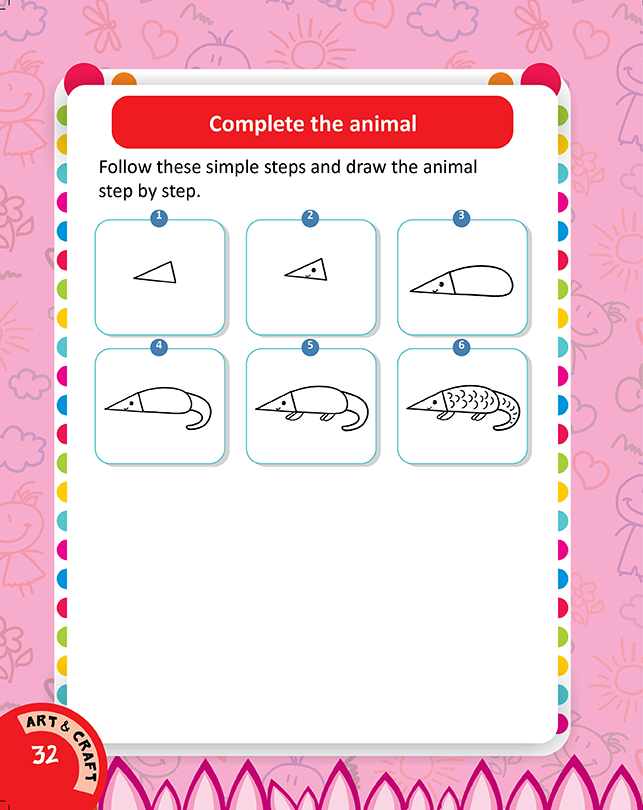 Complete the animal
Follow these simple steps and draw the animal
step by step.
1
2
3
4
5
6
ART & CRAFT
32